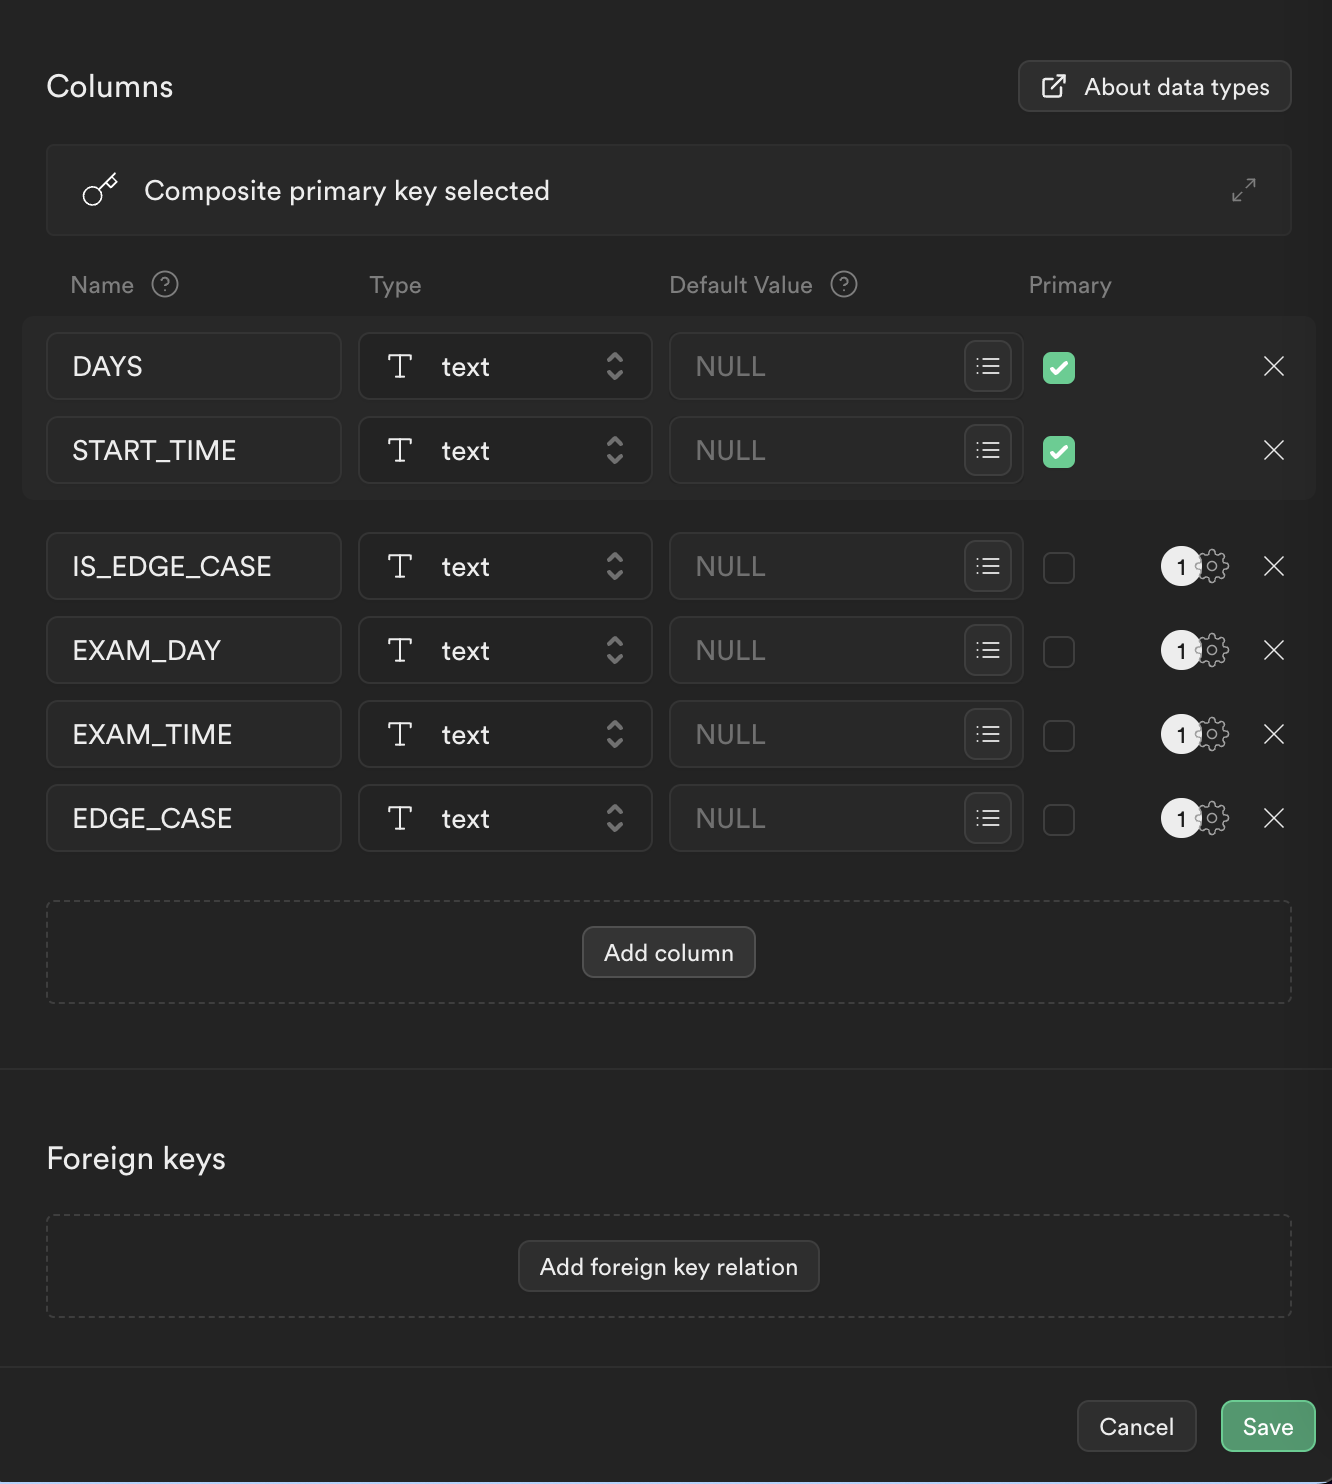 Columns
About data types
Composite primary key selected
Name ? Type Default Value ? Primary
DAYS text NULL
START_TIME text NULL
IS_EDGE_CASE text NULL 1
EXAM_DAY text NULL 1
EXAM_TIME text NULL 1
EDGE_CASE text NULL 1
Add column
Foreign keys
Add foreign key relation
Cancel Save